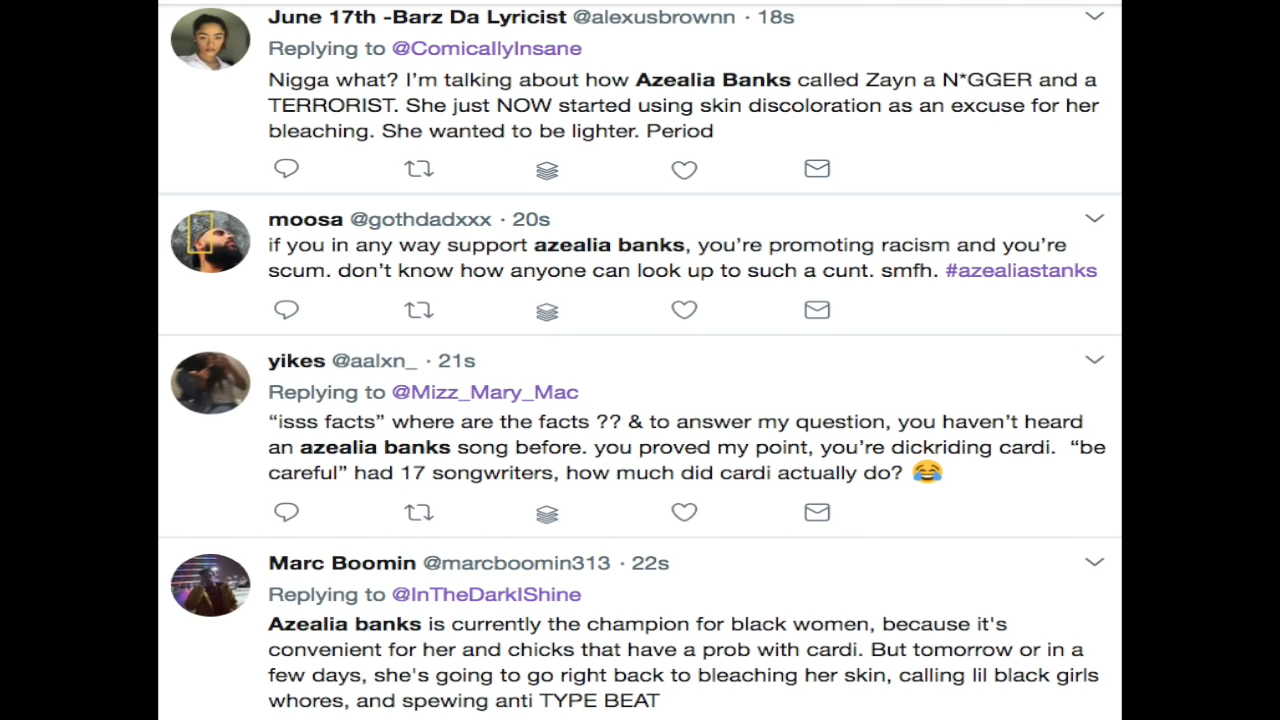 June 17th -Barz Da Lyricist @alexusbrownn · 18s
Replying to @ComicallyInsane
Nigga what? I’m talking about how Azealia Banks called Zayn a N*GGER and a
TERRORIST. She just NOW started using skin discoloration as an excuse for her
bleaching. She wanted to be lighter. Period
moosa @gothdadxxx · 20s
if you in any way support azealia banks, you’re promoting racism and you’re
scum. don’t know how anyone can look up to such a cunt. smfh. #azealiastanks
yikes @aalxn_ · 21s
Replying to @Mizz_Mary_Mac
“isss facts” where are the facts ?? & to answer my question, you haven’t heard
an azealia banks song before. you proved my point, you’re dickriding cardi. “be
careful” had 17 songwriters, how much did cardi actually do? 😂
Marc Boomin @marcboomin313 · 22s
Replying to @InTheDarkIShine
Azealia banks is currently the champion for black women, because it's
convenient for her and chicks that have a prob with cardi. But tomorrow or in a
few days, she's going to go right back to bleaching her skin, calling lil black girls
whores, and spewing anti TYPE BEAT